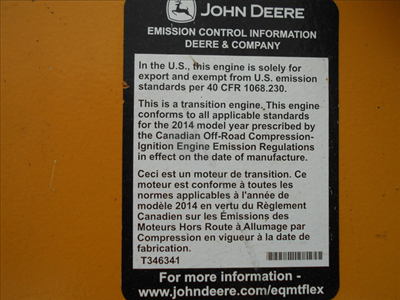 JOHN DEERE
EMISSION CONTROL INFORMATION
DEERE & COMPANY
In the U.S., this engine is solely for
export and exempt from U.S. emission
standards per 40 CFR 1068.230.
This is a transition engine. This engine
conforms to all applicable standards
for the 2014 model year prescribed by
the Canadian Off-Road Compression-
Ignition Engine Emission Regulations
in effect on the date of manufacture.
Ceci est un moteur de transition. Ce
moteur est conforme à toutes les
normes applicables à l'année de
modèle 2014 en vertu du Règlement
Canadien sur les Émissions des
Moteurs Hors Route à Allumage par
Compression en vigueur à la date de
fabrication.
T346341
For more information -
www.johndeere.com/eqmtflex